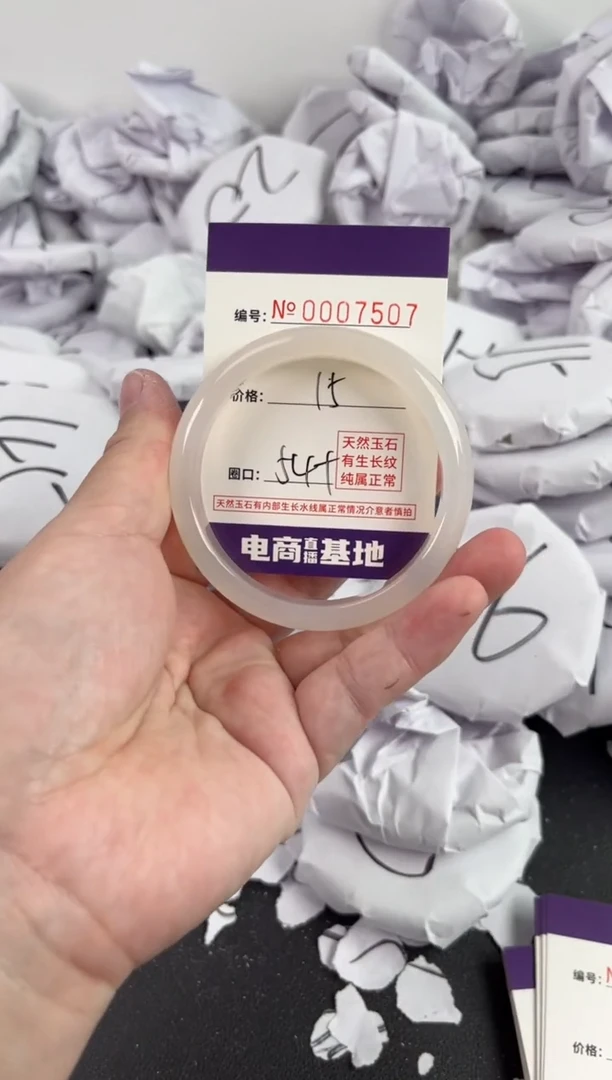 编号: № 0007507
价格: 15
圈口:
天然玉石
有生长纹
纯属正常
天然玉石有内部生长水线属正常情况介意者慎拍
电商直播基地
6
编号:
价格: